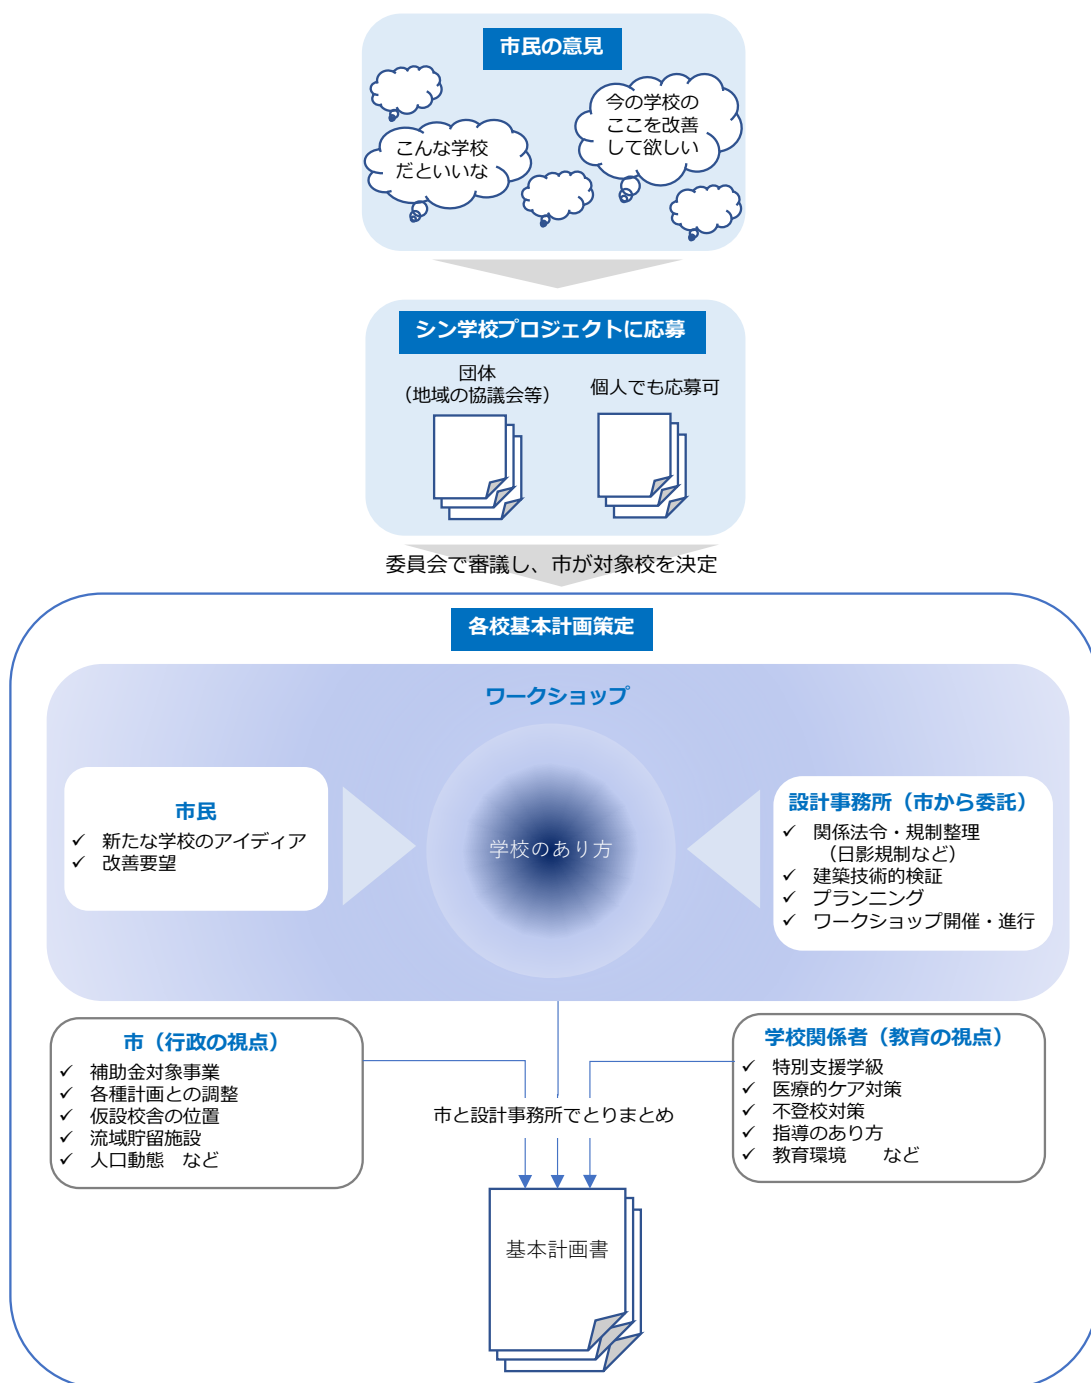 市民の意見
今の学校の
ここを改善
して欲しい
こんな学校
だといいな
シン学校プロジェクトに応募
団体
（地域の協議会等）
個人でも応募可
委員会で審議し、市が対象校を決定
各校基本計画策定
ワークショップ
市民
✓ 新たな学校のアイディア
✓ 改善要望
学校のあり方
設計事務所（市から委託）
✓ 関係法令・規制整理
（日影規制など）
✓ 建築技術的検証
✓ プランニング
✓ ワークショップ開催・進行
市（行政の視点）
✓ 補助金対象事業
✓ 各種計画との調整
✓ 仮設校舎の位置
✓ 流域貯留施設
✓ 人口動態　など
学校関係者（教育の視点）
✓ 特別支援学級
✓ 医療的ケア対策
✓ 不登校対策
✓ 指導のあり方
✓ 教育環境　　など
市と設計事務所でとりまとめ
基本計画書